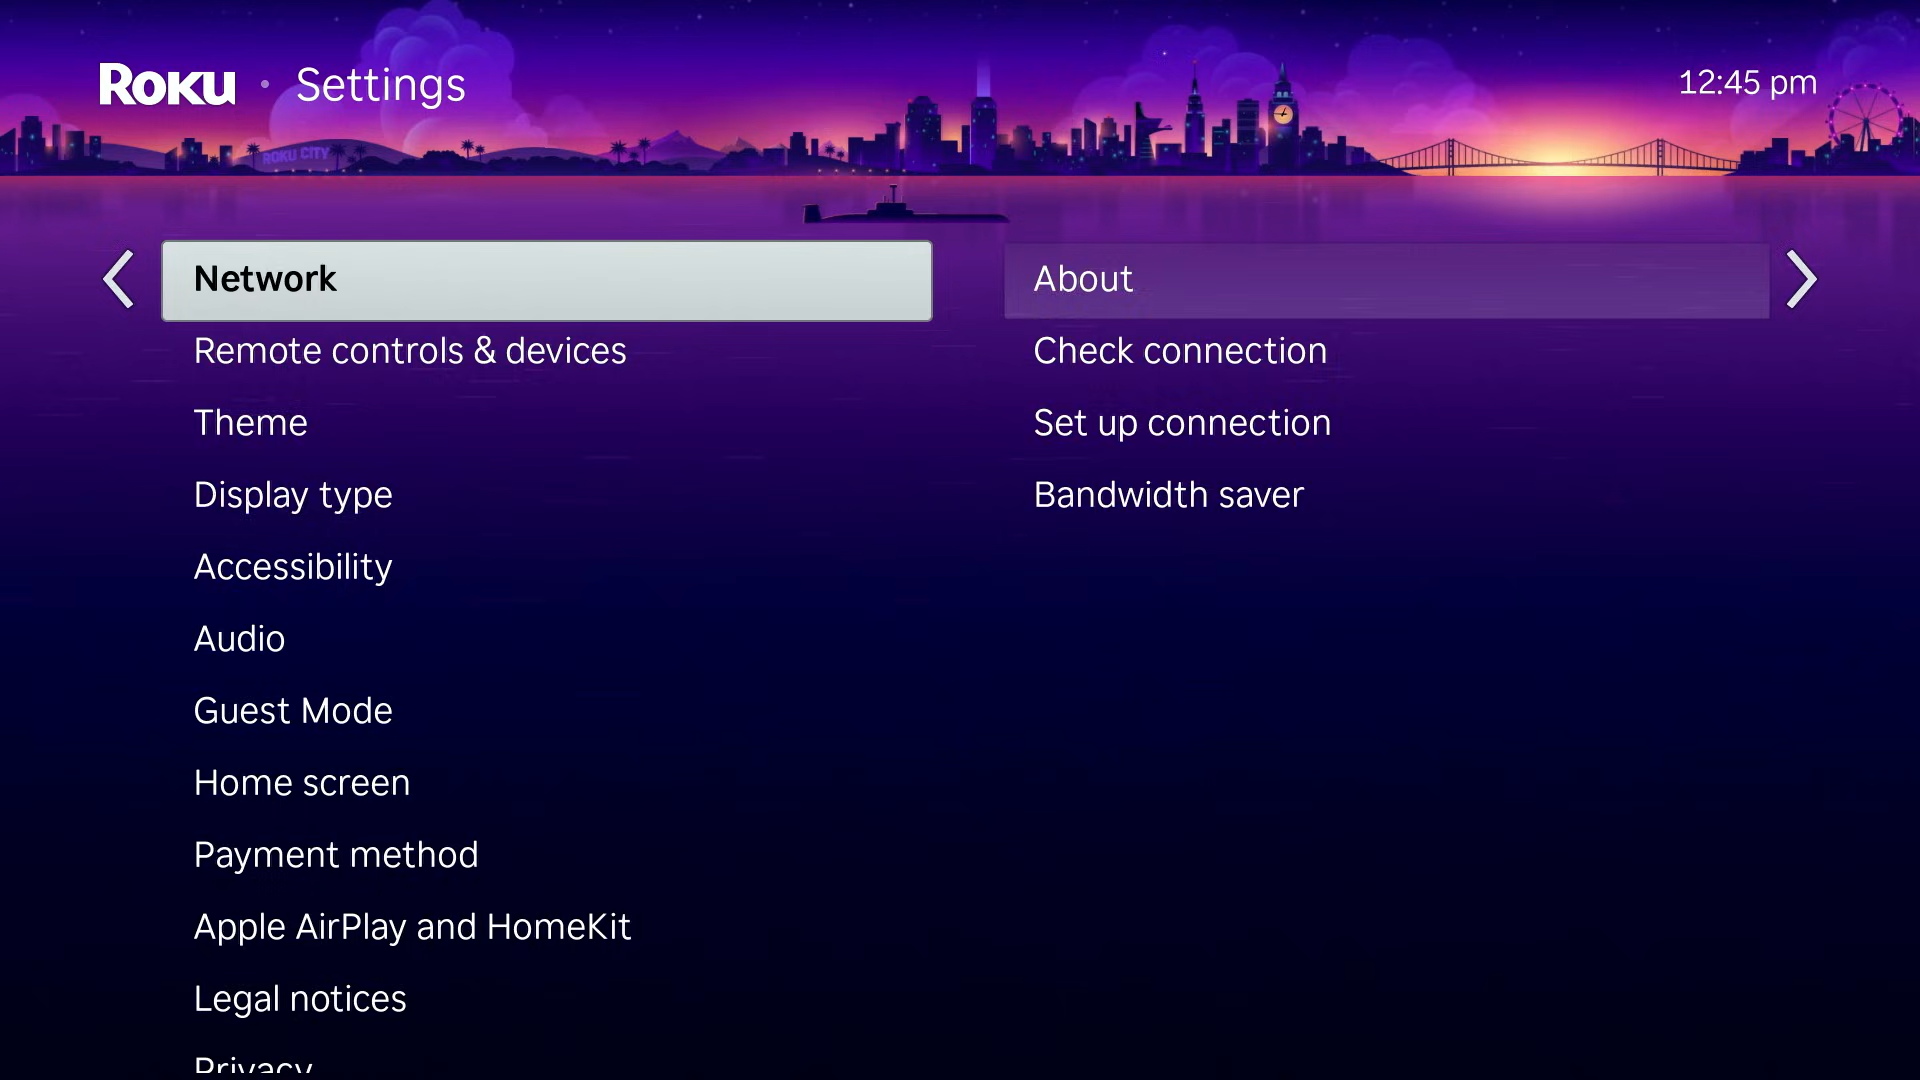 Roku • Settings
12:45 pm
ROKU CITY
Network
Remote controls & devices
Theme
Display type
Accessibility
Audio
Guest Mode
Home screen
Payment method
Apple AirPlay and HomeKit
Legal notices
Privacy
About
Check connection
Set up connection
Bandwidth saver